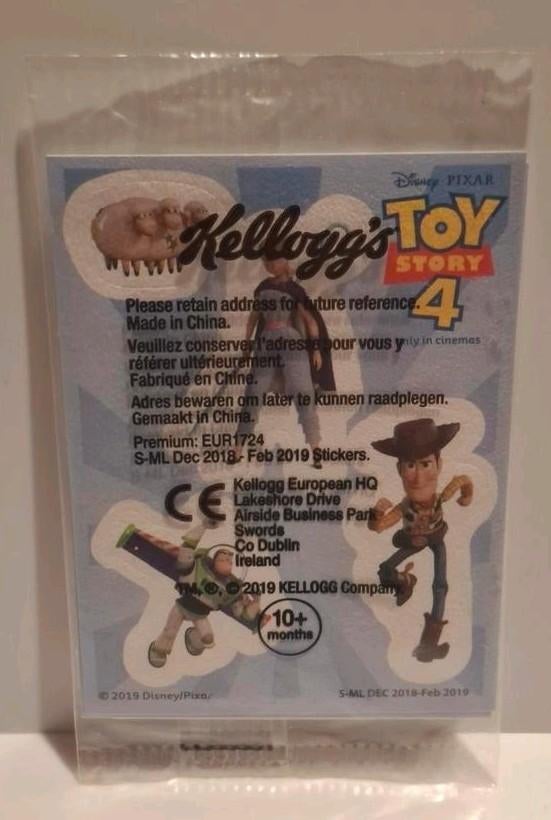 Disney · PIXAR
Kellogg's
TOY
STORY
4
Please retain address for future reference.
Made in China.
only in cinemas
Veuillez conserver l'adresse pour vous y
référer ultérieurement.
Fabriqué en Chine.
Adres bewaren om later te kunnen raadplegen.
Gemaakt in China.
Premium: EUR1724
S-ML Dec 2018 - Feb 2019 Stickers.
CE
Kellogg European HQ
Lakeshore Drive
Airside Business Park
Swords
Co Dublin
Ireland
TM, ®, © 2019 KELLOGG Company.
10+
months
© 2019 Disney/Pixar
S-ML DEC 2018-Feb 2019